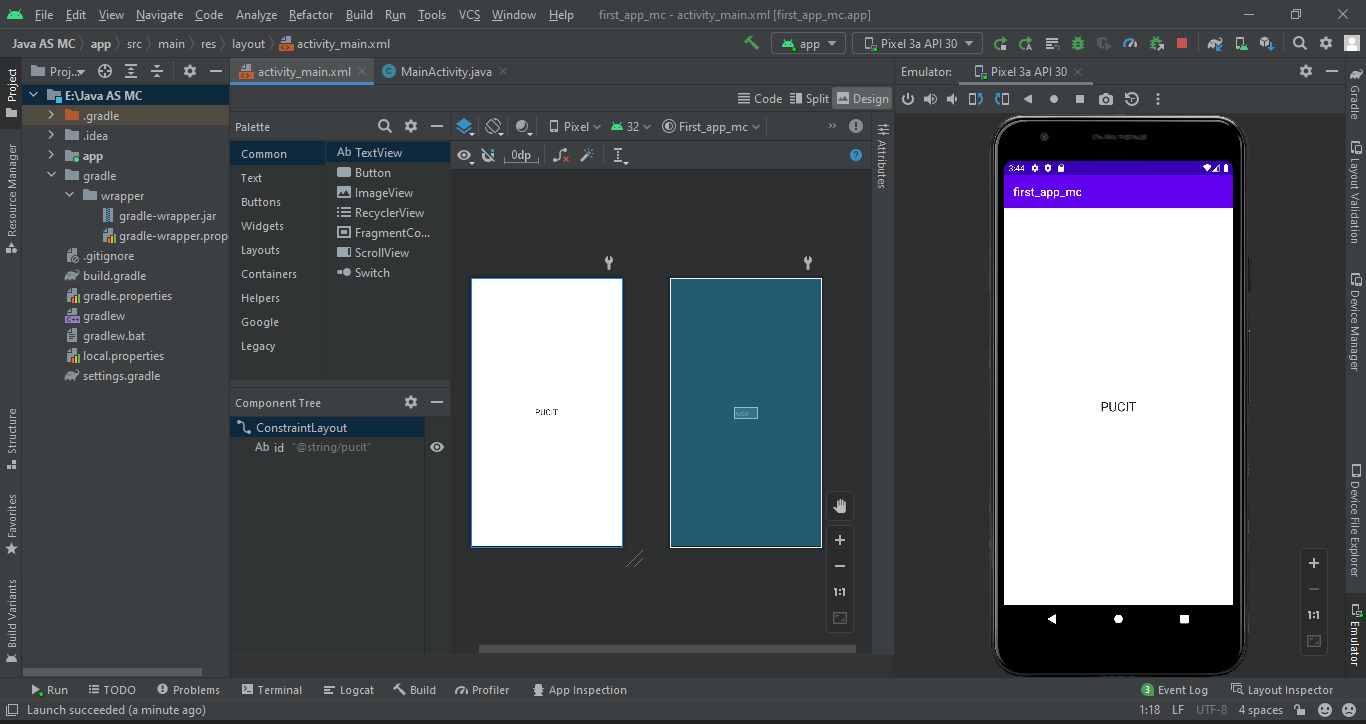 File Edit View Navigate Code Analyze Refactor Build Run Tools VCS Window Help first_app_mc - activity_main.xml [first_app_mc.app]
Java AS MC app src main res layout activity_main.xml app Pixel 3a API 30
Project
Resource Manager
Structure
Favorites
Build Variants
Proj...
E:\Java AS MC
.gradle
.idea
app
gradle
wrapper
gradle-wrapper.jar
gradle-wrapper.prop
.gitignore
build.gradle
gradle.properties
gradlew
gradlew.bat
local.properties
settings.gradle
activity_main.xml MainActivity.java
Code Split Design
Palette
Common
Text
Buttons
Widgets
Layouts
Containers
Helpers
Google
Legacy
Ab TextView
Button
ImageView
RecyclerView
FragmentCo...
ScrollView
Switch
Component Tree
ConstraintLayout
Ab id "@string/pucit"
Pixel 32 First_app_mc
0dp
PUCIT
PUCIT
1:1
Attributes
Emulator: Pixel 3a API 30
3:44
first_app_mc
PUCIT
1:1
Gradle
Layout Validation
Device Manager
Device File Explorer
Emulator
Run TODO Problems Terminal Logcat Build Profiler App Inspection 3 Event Log Layout Inspector
Launch succeeded (a minute ago) 1:18 LF UTF-8 4 spaces